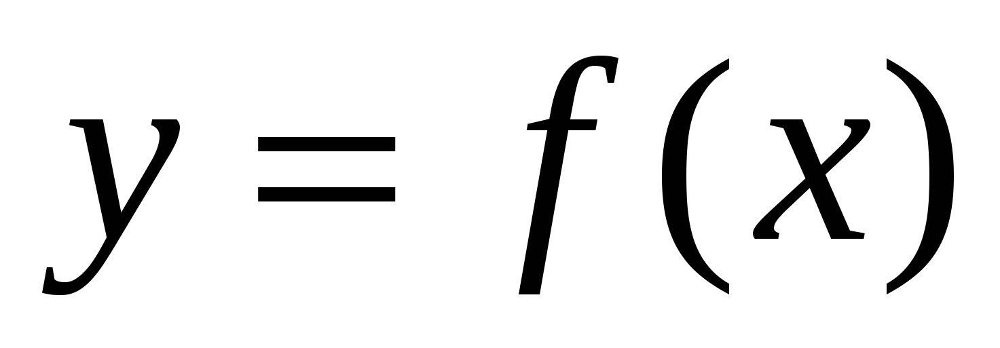 y = f(x)